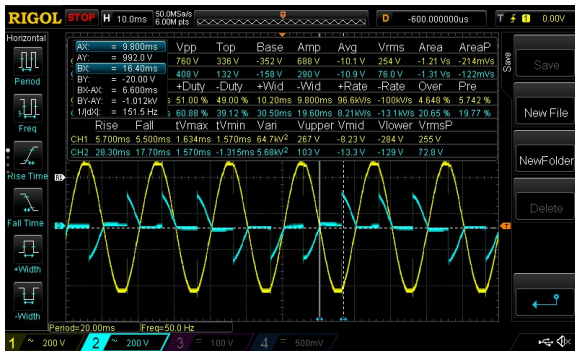 RIGOL STOP H 10.0ms 50.0MSa/s 6.00M pts D -600.000000us T 1 0.00V
Horizontal
Period
Freq
Rise Time
Fall Time
+Width
-Width
AX: = 9.800ms
AY: = 992.0 V
BX: = 16.40ms
BY: = -20.00 V
BX-AX: = 6.600ms
BY-AY: = -1.012kV
1/|dX|: = 151.5 Hz
Vpp Top Base Amp Avg Vrms Area AreaP
760 V 336 V -352 V 688 V -10.1 V 254 V -1.21 Vs -214mVs
408 V 132 V -158 V 290 V -10.9 V 76.0 V -1.31 Vs -122mVs
+Duty -Duty +Wid -Wid +Rate -Rate Over Pre
51.00 % 49.00 % 10.20ms 9.800ms 96.6kV/s -100kV/s 4.648 % 5.742 %
60.88 % 39.12 % 30.50ms 19.60ms 8.21kV/s -13.1kV/s 20.65 % 19.77 %
Rise Fall tVmax tVmin Vari Vupper Vmid Vlower VrmsP
CH1 5.700ms 5.500ms 1.634ms 1.570ms 64.7kV² 267 V -8.23 V -284 V 255 V
CH2 28.30ms 17.70ms 1.570ms -1.315ms 5.68kV² 103 V -13.3 V -129 V 72.8 V
Save
Save
New File
NewFolder
Delete
2
T
Period=20.00ms Freq=50.0 Hz
1 ~ 200 V 2 ~ 200 V 3 = 100 V 4 = 500mV